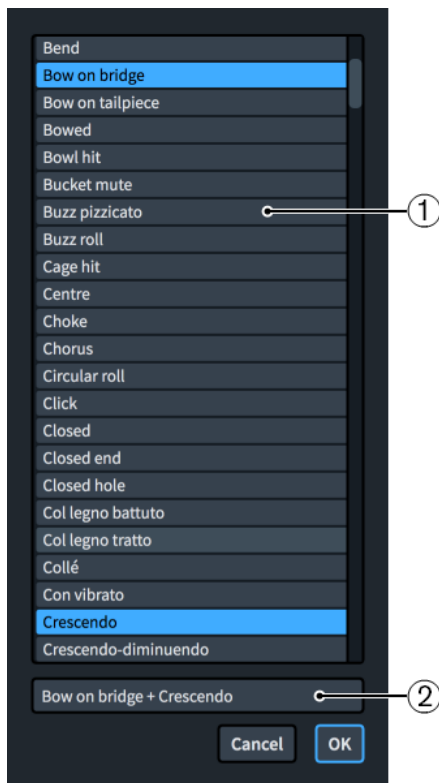 Bend
Bow on bridge
Bow on tailpiece
Bowed
Bowl hit
Bucket mute
Buzz pizzicato
1
Buzz roll
Cage hit
Centre
Choke
Chorus
Circular roll
Click
Closed
Closed end
Closed hole
Col legno battuto
Col legno tratto
Collé
Con vibrato
Crescendo
Crescendo-diminuendo
Bow on bridge + Crescendo
2
Cancel
OK